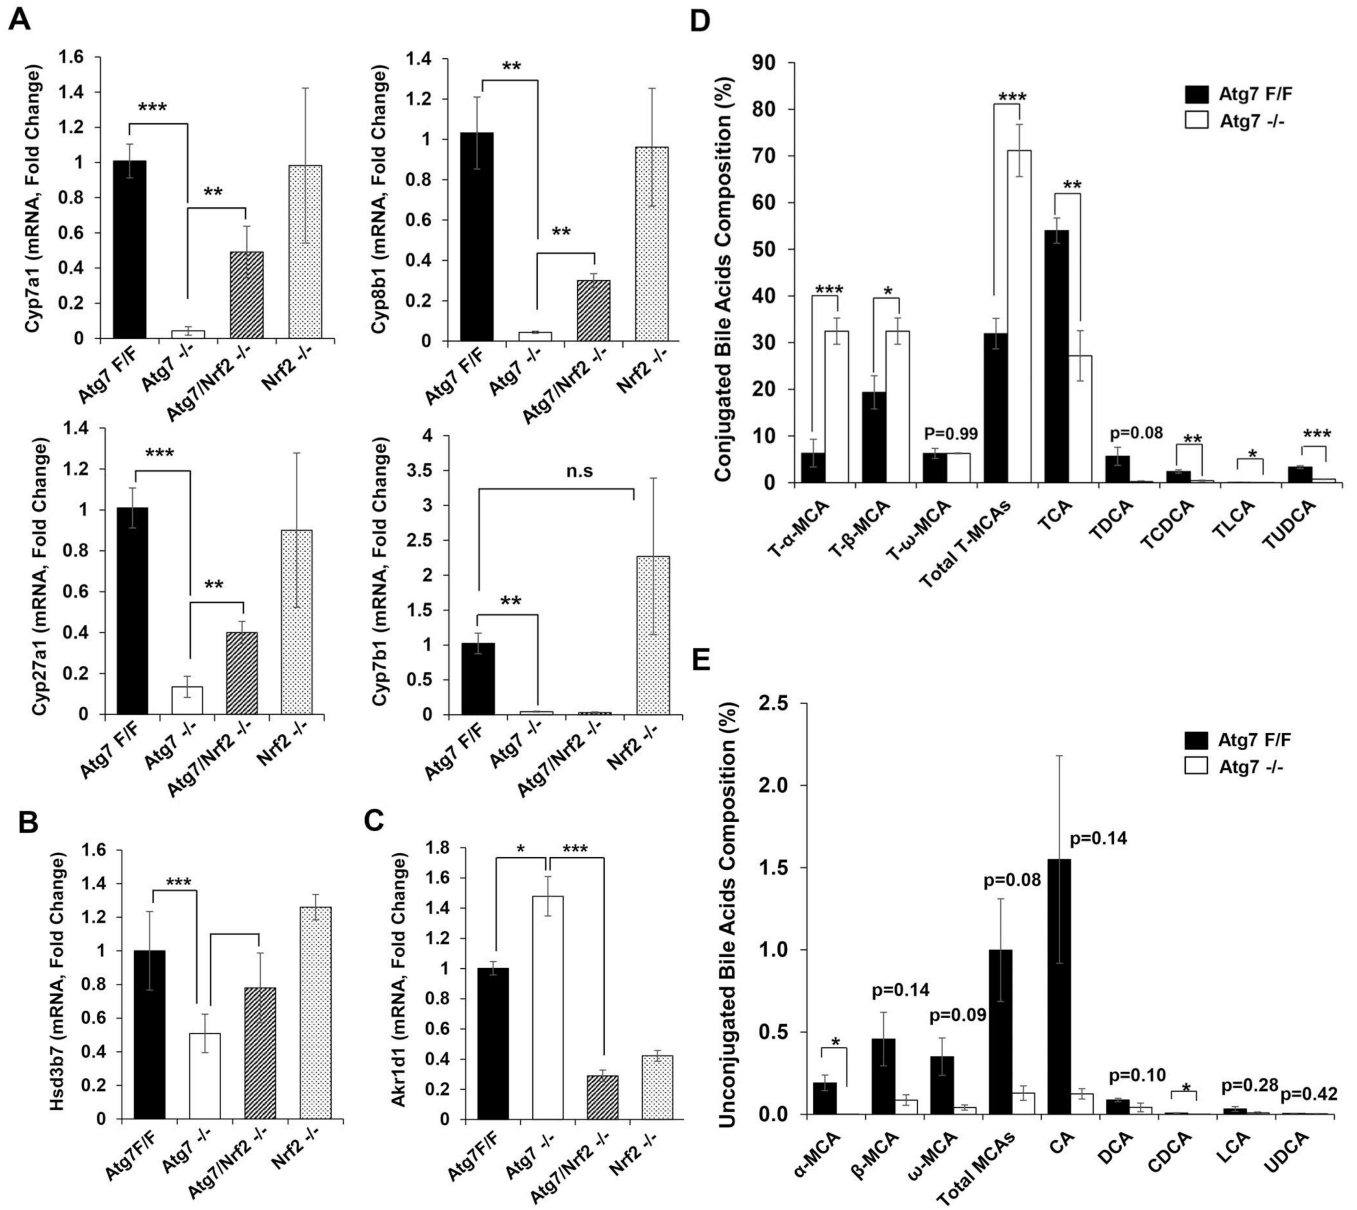 A
Cyp7a1 (mRNA, Fold Change)
1.6
1.4
1.2
1
0.8
0.6
0.4
0.2
0
***
**
Atg7 F/F
Atg7 -/-
Atg7/Nrf2 -/-
Nrf2 -/-
Cyp8b1 (mRNA, Fold Change)
1.4
1.2
1
0.8
0.6
0.4
0.2
0
**
**
Atg7 F/F
Atg7 -/-
Atg7/Nrf2 -/-
Nrf2 -/-
Cyp27a1 (mRNA, Fold Change)
1.4
1.2
1
0.8
0.6
0.4
0.2
0
***
**
Atg7 F/F
Atg7 -/-
Atg7/Nrf2 -/-
Nrf2 -/-
Cyp7b1 (mRNA, Fold Change)
4
3.5
3
2.5
2
1.5
1
0.5
0
n.s
**
Atg7 F/F
Atg7 -/-
Atg7/Nrf2 -/-
Nrf2 -/-
B
Hsd3b7 (mRNA, Fold Change)
1.6
1.4
1.2
1
0.8
0.6
0.4
0.2
0
***
Atg7F/F
Atg7 -/-
Atg7/Nrf2 -/-
Nrf2 -/-
C
Akr1d1 (mRNA, Fold Change)
1.8
1.6
1.4
1.2
1
0.8
0.6
0.4
0.2
0
*
***
Atg7F/F
Atg7 -/-
Atg7/Nrf2 -/-
Nrf2 -/-
D
Conjugated Bile Acids Composition (%)
90
80
70
60
50
40
30
20
10
0
Atg7 F/F
Atg7 -/-
***
*
P=0.99
***
**
p=0.08
**
*
***
T-α-MCA
T-β-MCA
T-ω-MCA
Total T-MCAs
TCA
TDCA
TCDCA
TLCA
TUDCA
E
Unconjugated Bile Acids Composition (%)
2.5
2.0
1.5
1.0
0.5
0.0
Atg7 F/F
Atg7 -/-
*
p=0.14
p=0.09
p=0.08
p=0.14
p=0.10
*
p=0.28
p=0.42
α-MCA
β-MCA
ω-MCA
Total MCAs
CA
DCA
CDCA
LCA
UDCA